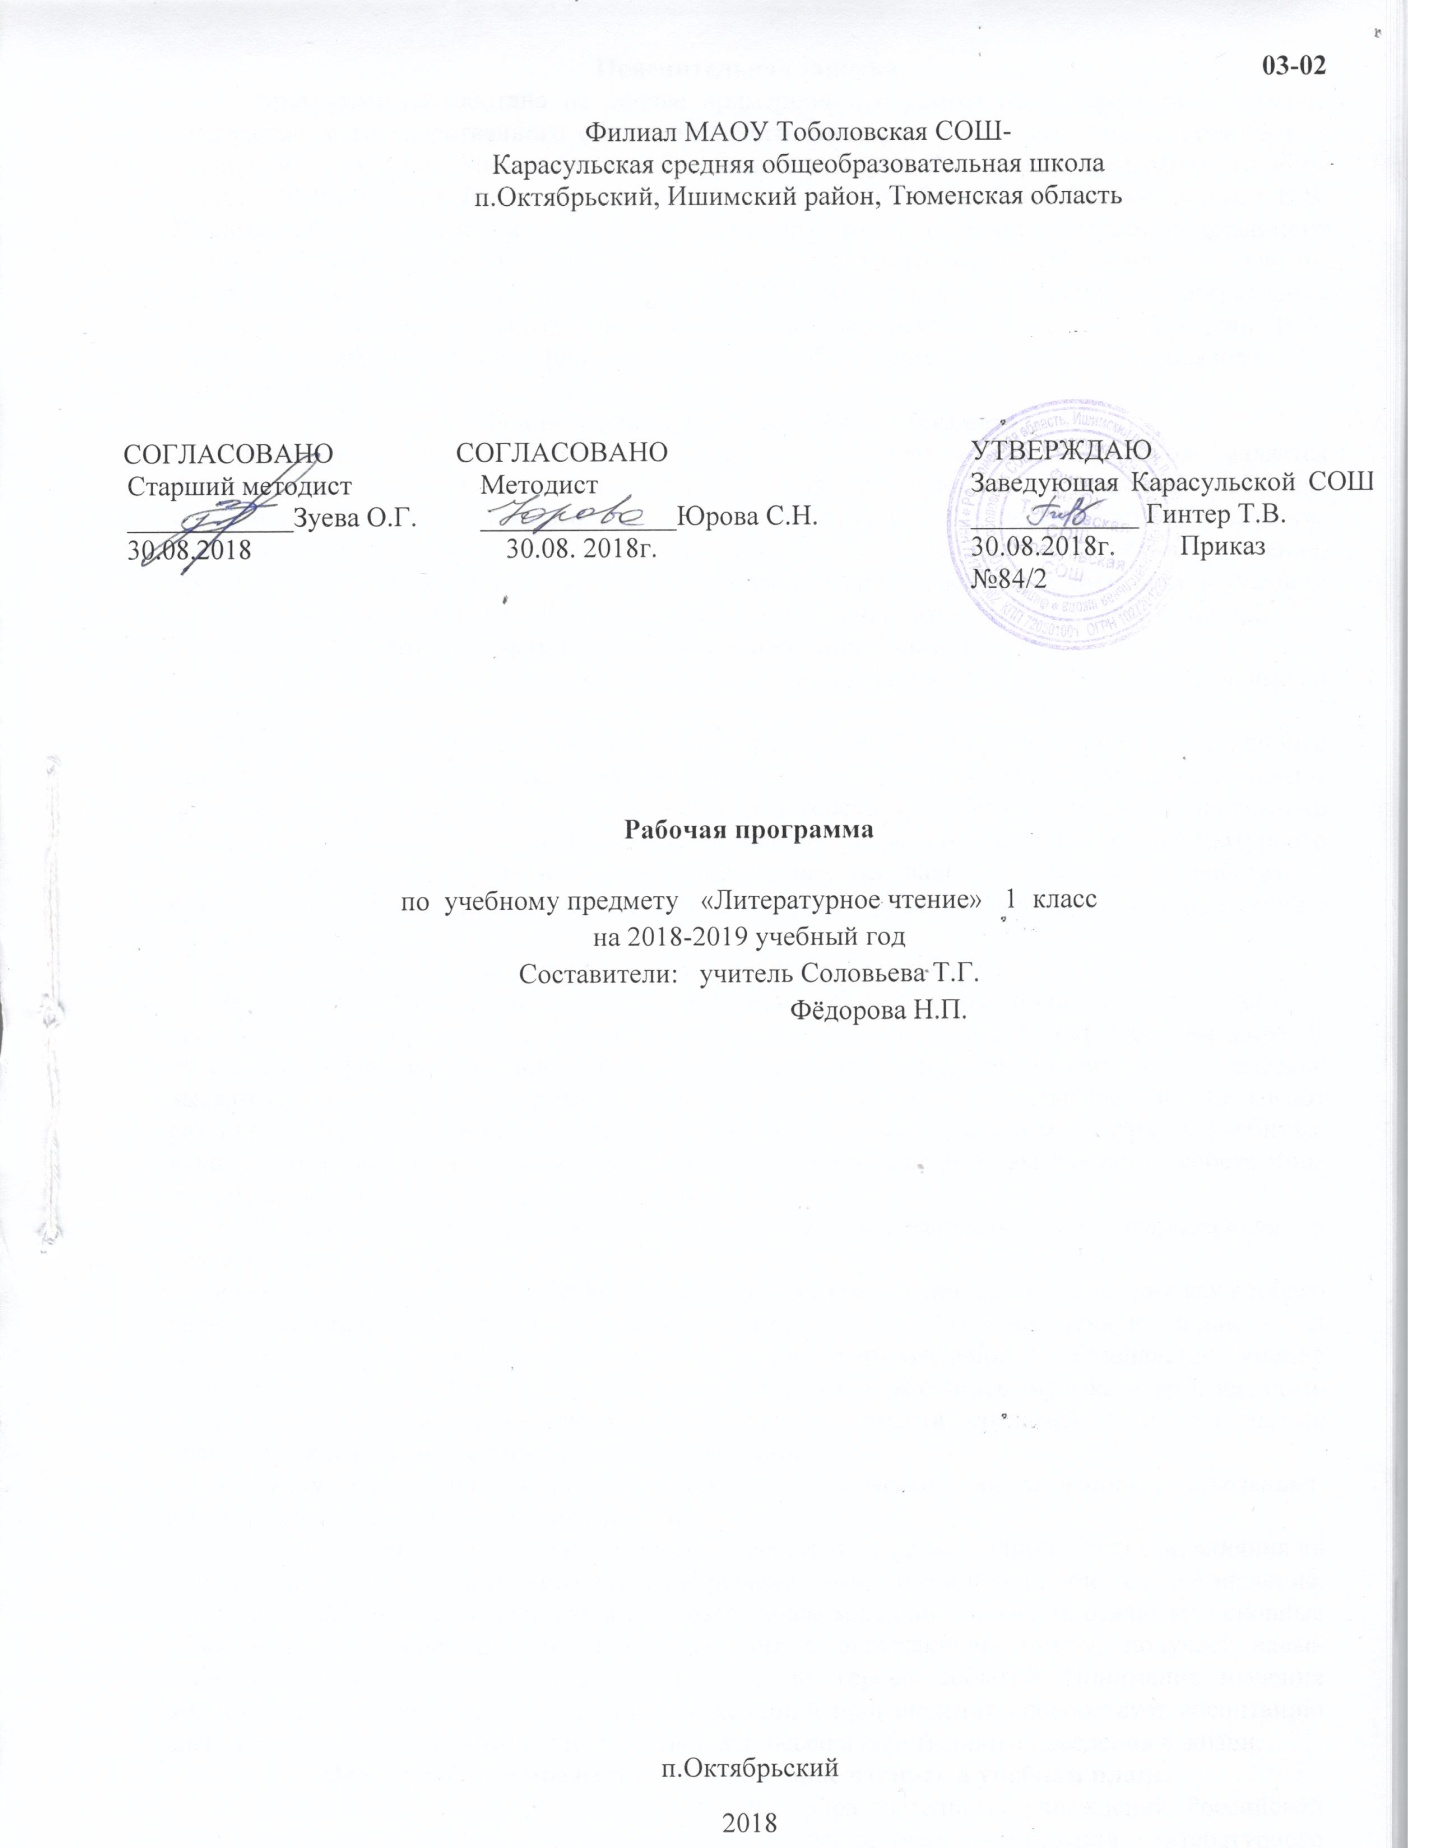 03-02
Филиал МАОУ Тоболовская СОШ-
Карасульская средняя общеобразовательная школа
п.Октябрьский, Ишимский район, Тюменская область
СОГЛАСОВАНО СОГЛАСОВАНО УТВЕРЖДАЮ
Старший методист Методист Заведующая Карасульской СОШ
____________Зуева О.Г. ______________Юрова С.Н. ____________ Гинтер Т.В.
30.08.2018 30.08. 2018г. 30.08.2018г. Приказ
№84/2
Рабочая программа
по учебному предмету «Литературное чтение» 1 класс
на 2018-2019 учебный год
Составители: учитель Соловьева Т.Г.
Фёдорова Н.П.
п.Октябрьский
2018